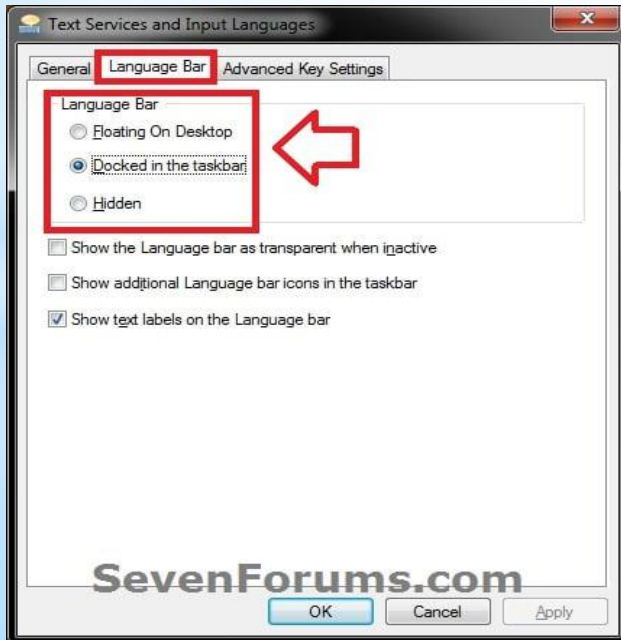 Text Services and Input Languages
General Language Bar Advanced Key Settings
Language Bar
Floating On Desktop
Docked in the taskbar
Hidden
Show the Language bar as transparent when inactive
Show additional Language bar icons in the taskbar
Show text labels on the Language bar
SevenForums.com
OK Cancel Apply